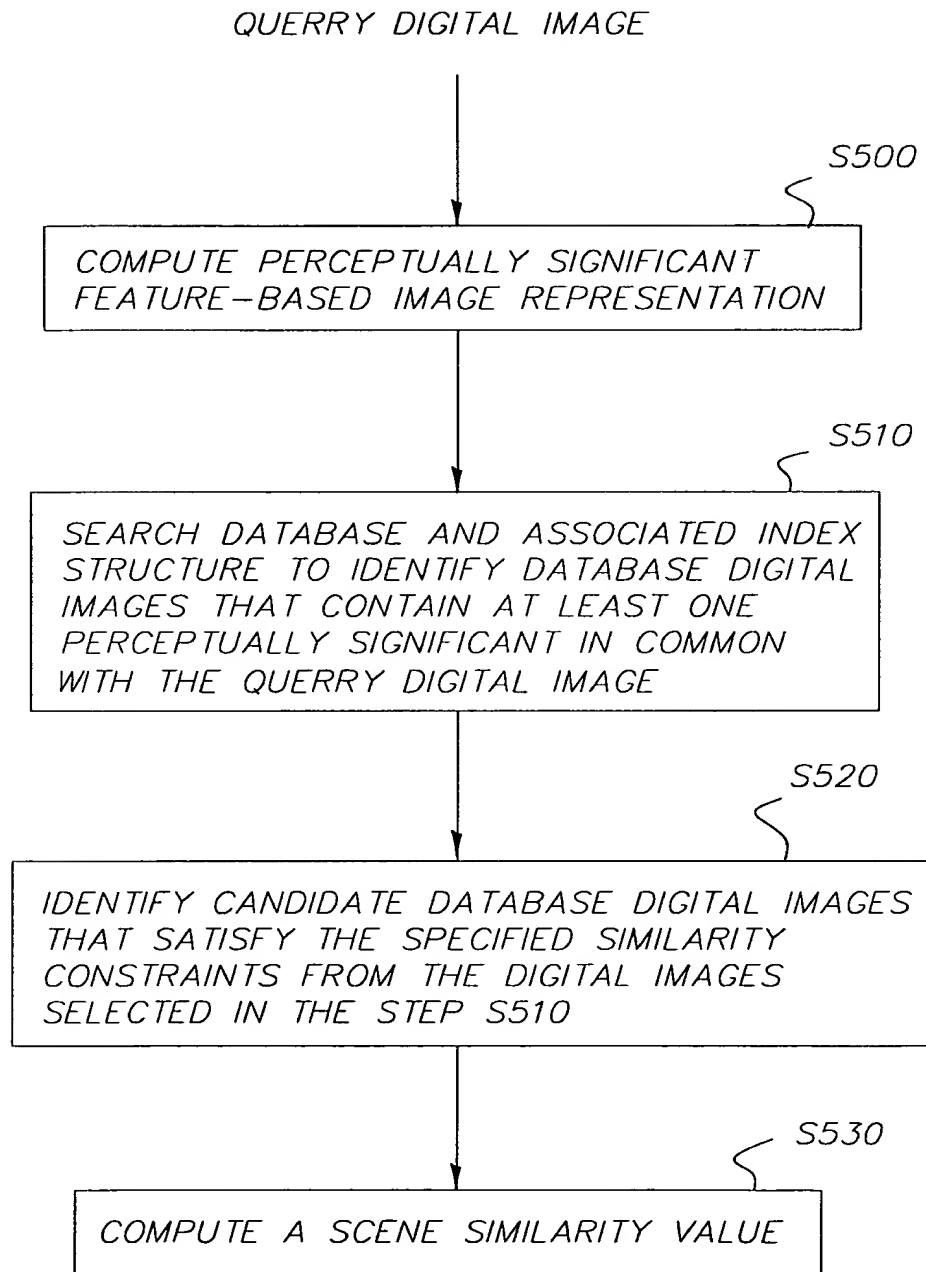 QUERRY DIGITAL IMAGE
S500
COMPUTE PERCEPTUALLY SIGNIFICANT
FEATURE-BASED IMAGE REPRESENTATION
S510
SEARCH DATABASE AND ASSOCIATED INDEX
STRUCTURE TO IDENTIFY DATABASE DIGITAL
IMAGES THAT CONTAIN AT LEAST ONE
PERCEPTUALLY SIGNIFICANT IN COMMON
WITH THE QUERRY DIGITAL IMAGE
S520
IDENTIFY CANDIDATE DATABASE DIGITAL IMAGES
THAT SATISFY THE SPECIFIED SIMILARITY
CONSTRAINTS FROM THE DIGITAL IMAGES
SELECTED IN THE STEP S510
S530
COMPUTE A SCENE SIMILARITY VALUE